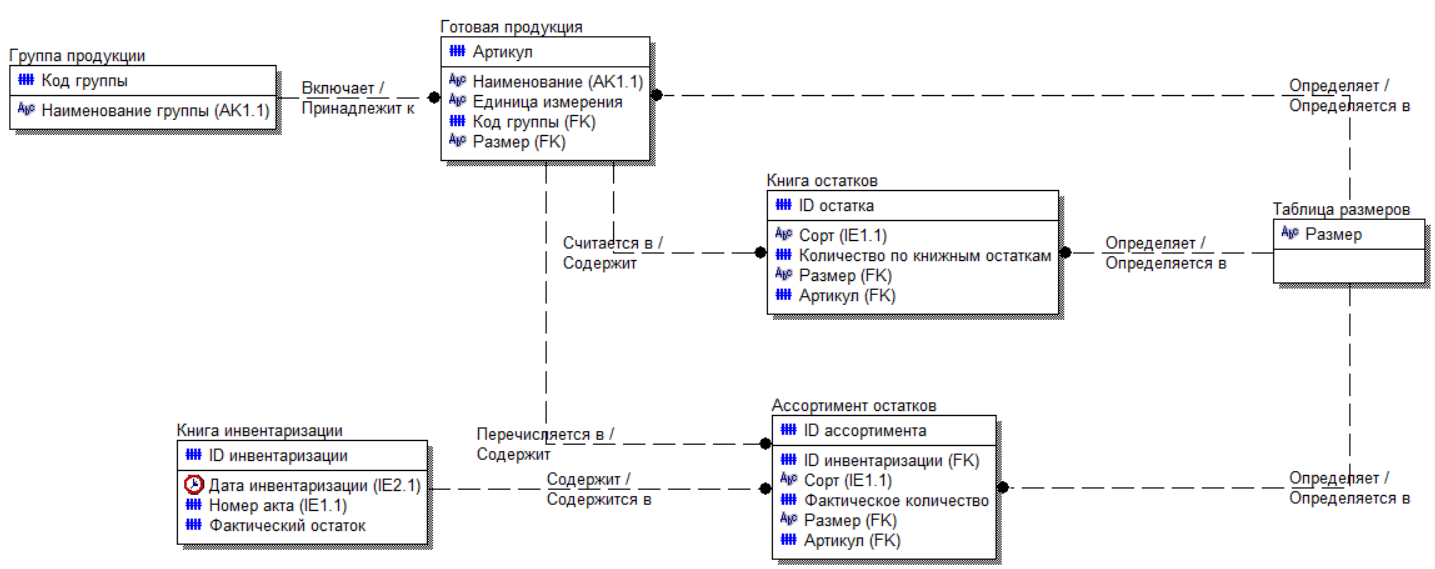 Группа продукции
Код группы
Наименование группы (AK1.1)
Включает /
Принадлежит к
Готовая продукция
Артикул
Наименование (AK1.1)
Единица измерения
Код группы (FK)
Размер (FK)
Определяет /
Определяется в
Книга остатков
ID остатка
Сорт (IE1.1)
Количество по книжным остаткам
Размер (FK)
Артикул (FK)
Считается в /
Содержит
Определяет /
Определяется в
Таблица размеров
Размер
Книга инвентаризации
ID инвентаризации
Дата инвентаризации (IE2.1)
Номер акта (IE1.1)
Фактический остаток
Перечисляется в /
Содержит
Содержит /
Содержится в
Ассортимент остатков
ID ассортимента
ID инвентаризации (FK)
Сорт (IE1.1)
Фактическое количество
Размер (FK)
Артикул (FK)
Определяет /
Определяется в